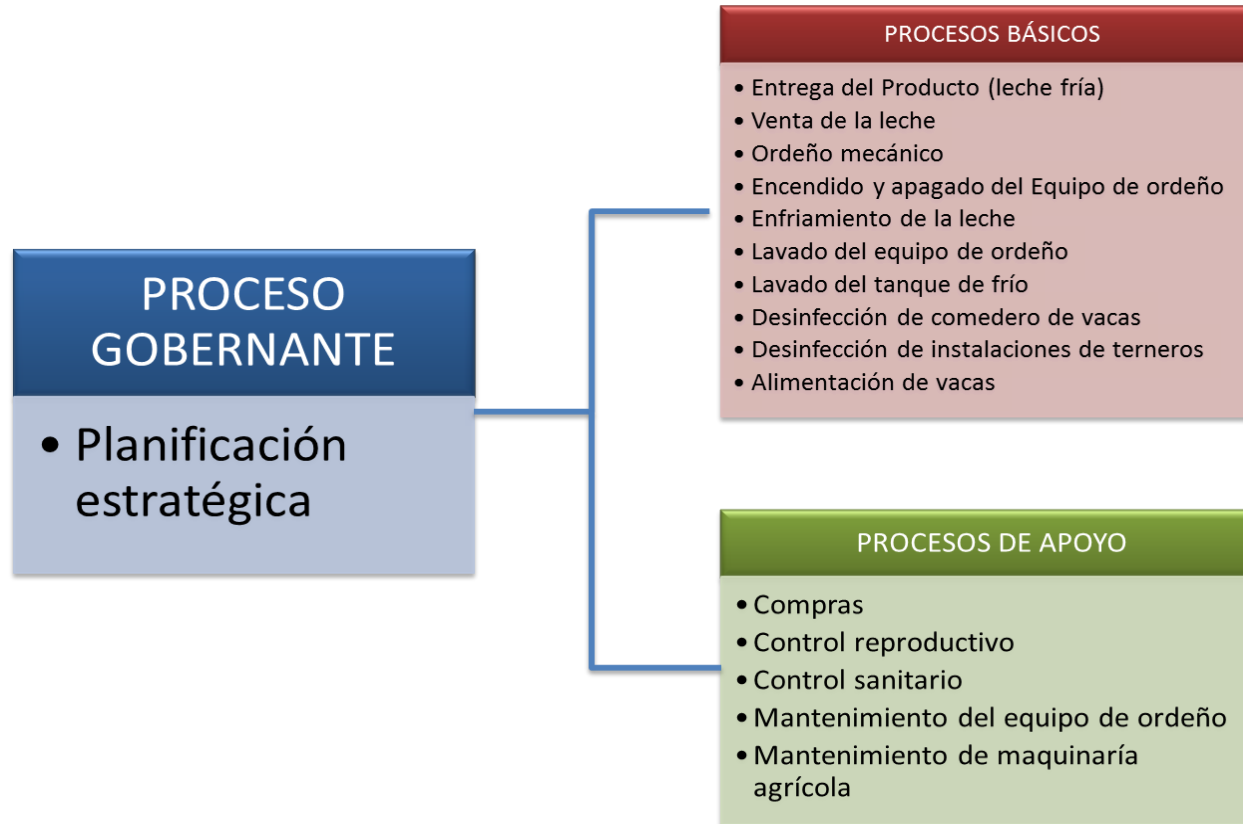 PROCESO
GOBERNANTE
• Planificación
estratégica
PROCESOS BÁSICOS
• Entrega del Producto (leche fría)
• Venta de la leche
• Ordeño mecánico
• Encendido y apagado del Equipo de ordeño
• Enfriamiento de la leche
• Lavado del equipo de ordeño
• Lavado del tanque de frío
• Desinfección de comedero de vacas
• Desinfección de instalaciones de terneros
• Alimentación de vacas
PROCESOS DE APOYO
• Compras
• Control reproductivo
• Control sanitario
• Mantenimiento del equipo de ordeño
• Mantenimiento de maquinaría
agrícola